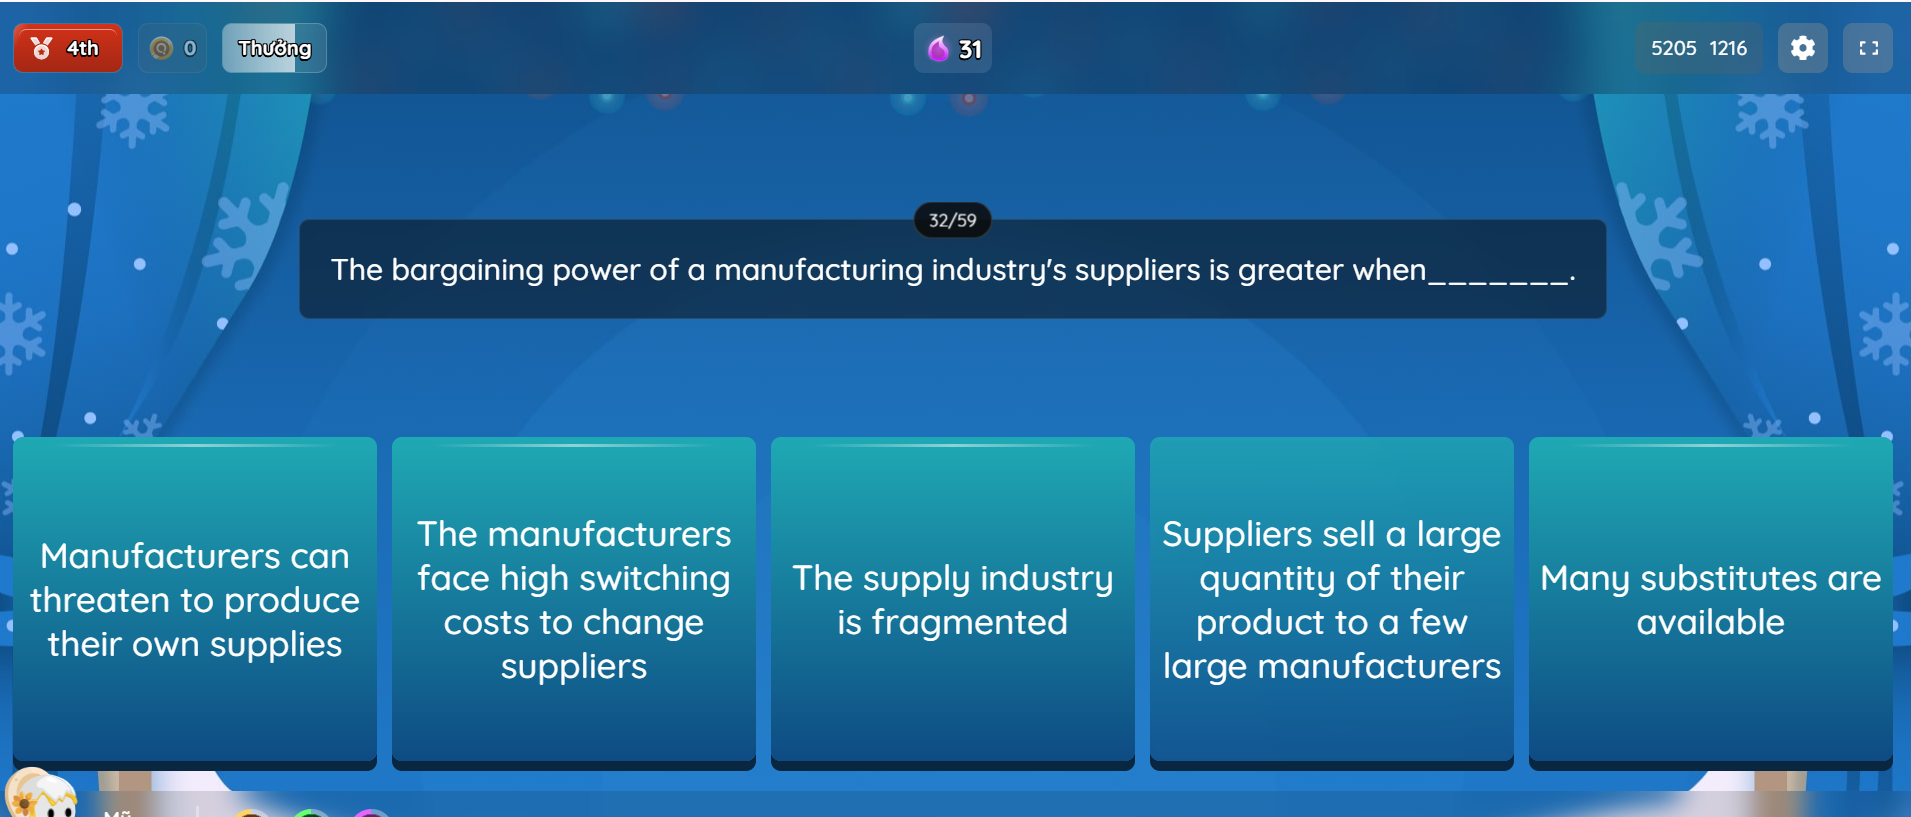 4th
0
Thưởng
31
5205 1216
32/59
The bargaining power of a manufacturing industry's suppliers is greater when_______.
Manufacturers can
threaten to produce
their own supplies
The manufacturers
face high switching
costs to change
suppliers
The supply industry
is fragmented
Suppliers sell a large
quantity of their
product to a few
large manufacturers
Many substitutes are
available